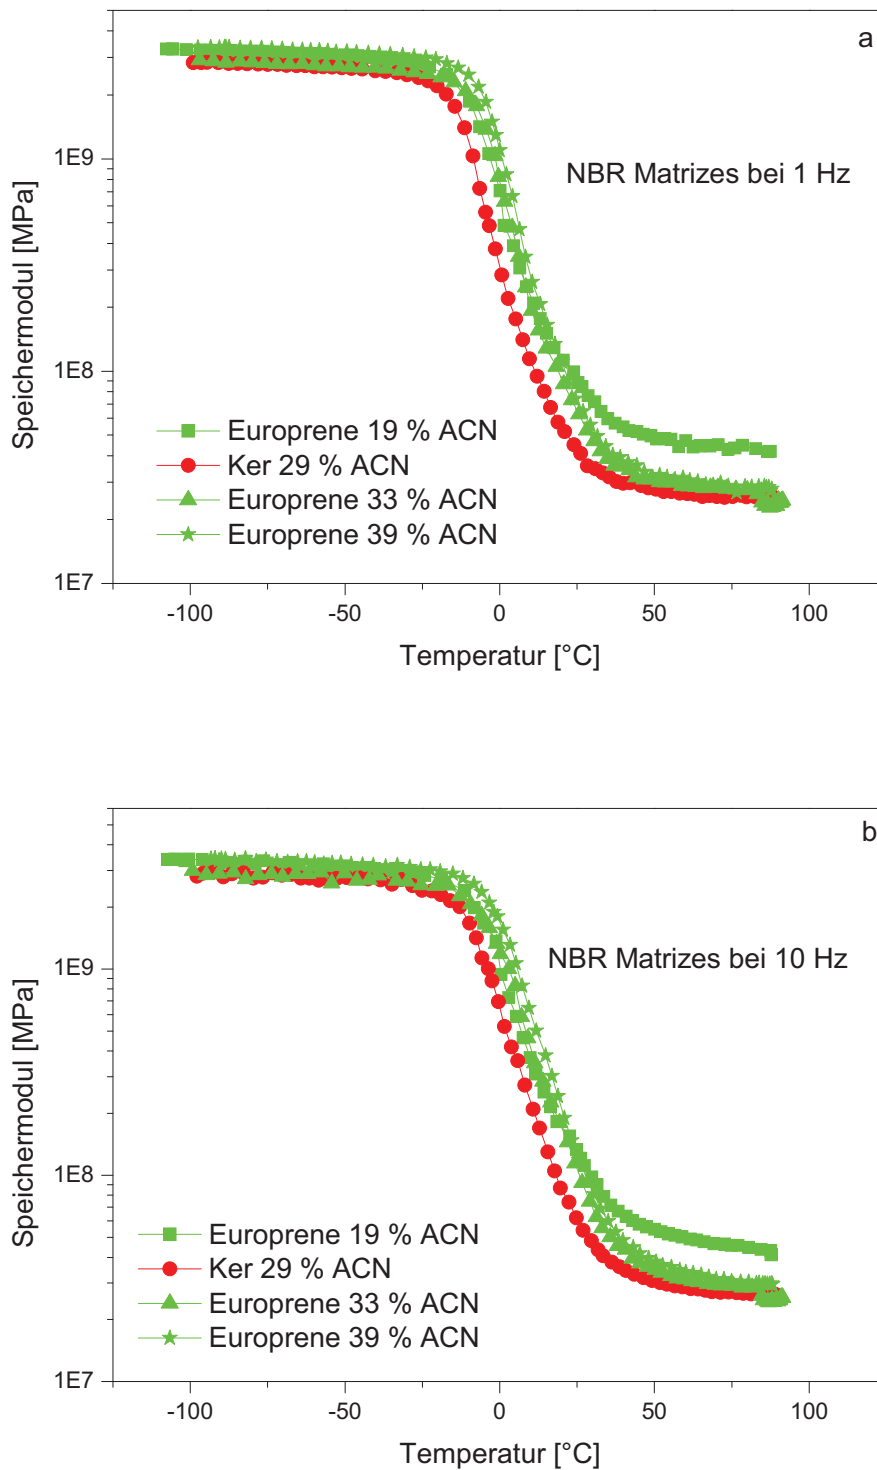 a
1E9
NBR Matrizes bei 1 Hz
Speichermodul [MPa]
1E8
Europrene 19 % ACN
Ker 29 % ACN
Europrene 33 % ACN
Europrene 39 % ACN
1E7
-100 -50 0 50 100
Temperatur [°C]
b
1E9
NBR Matrizes bei 10 Hz
Speichermodul [MPa]
1E8
Europrene 19 % ACN
Ker 29 % ACN
Europrene 33 % ACN
Europrene 39 % ACN
1E7
-100 -50 0 50 100
Temperatur [°C]